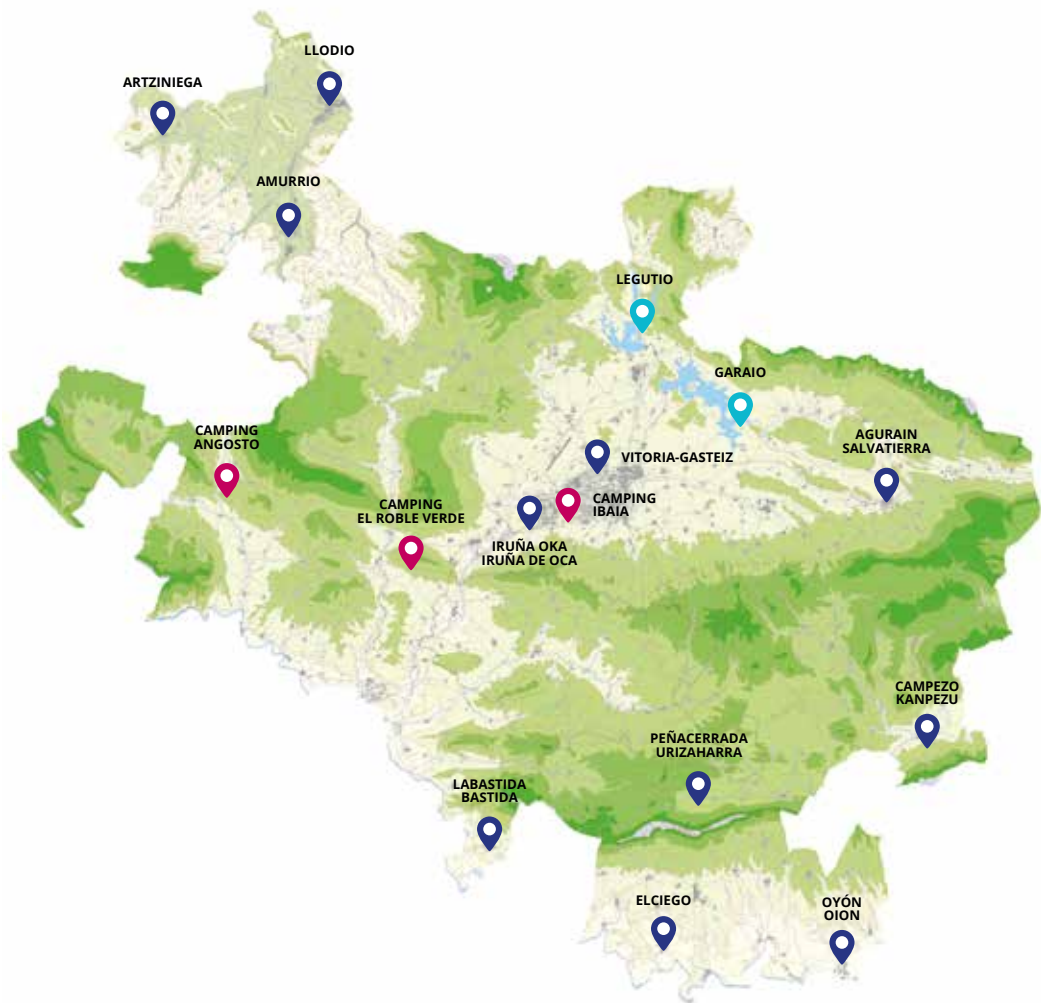 LLODIO
ARTZINIEGA
AMURRIO
LEGUTIO
GARAIO
CAMPING
ANGOSTO
AGURAIN
SALVATIERRA
VITORIA-GASTEIZ
CAMPING
IBAIA
CAMPING
EL ROBLE VERDE
IRUÑA OKA
IRUÑA DE OCA
CAMPEZO
KANPEZU
PEÑACERRADA
URIZAHARRA
LABASTIDA
BASTIDA
ELCIEGO
OYÓN
OION